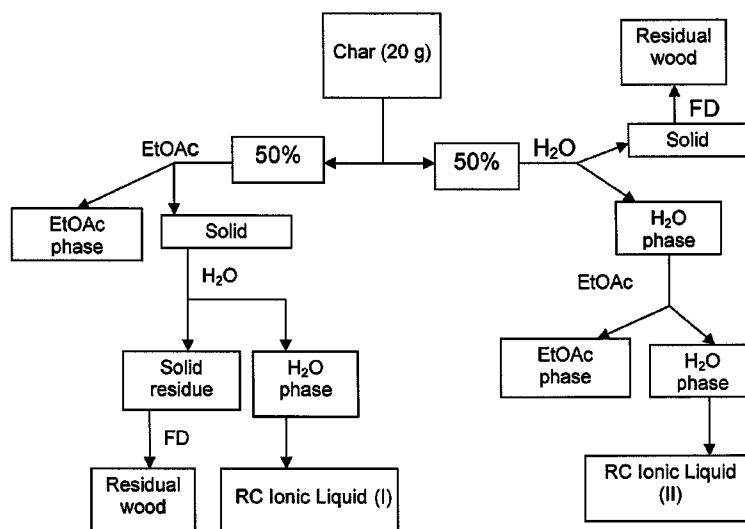 Char (20 g)
Residual
wood
FD
Solid
EtOAc
50%
50%
H₂O
EtOAc
phase
Solid
H₂O
H₂O
phase
EtOAc
Solid
residue
H₂O
phase
EtOAc
phase
H₂O
phase
FD
Residual
wood
RC Ionic Liquid (I)
RC Ionic Liquid
(II)